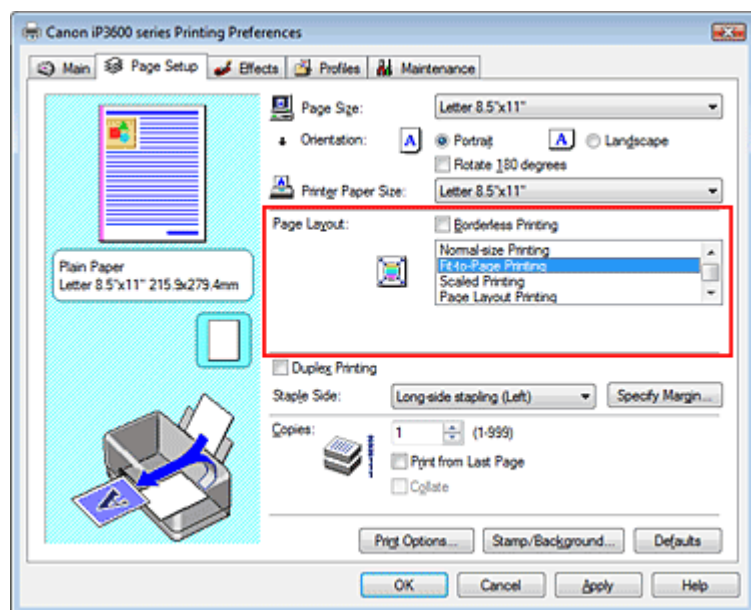 Canon iP3600 series Printing Preferences
Main Page Setup Effects Profiles Maintenance
Page Size: Letter 8.5"x11"
Orientation: A Portrait A Landscape
Rotate 180 degrees
Printer Paper Size: Letter 8.5"x11"
Page Layout: Borderless Printing
Normal-size Printing
Fit-to-Page Printing
Scaled Printing
Page Layout Printing
Plain Paper
Letter 8.5"x11" 215.9x279.4mm
Duplex Printing
Staple Side: Long-side stapling (Left) Specify Margin...
Copies: 1 (1-999)
Print from Last Page
Collate
Print Options... Stamp/Background... Defaults
OK Cancel Apply Help